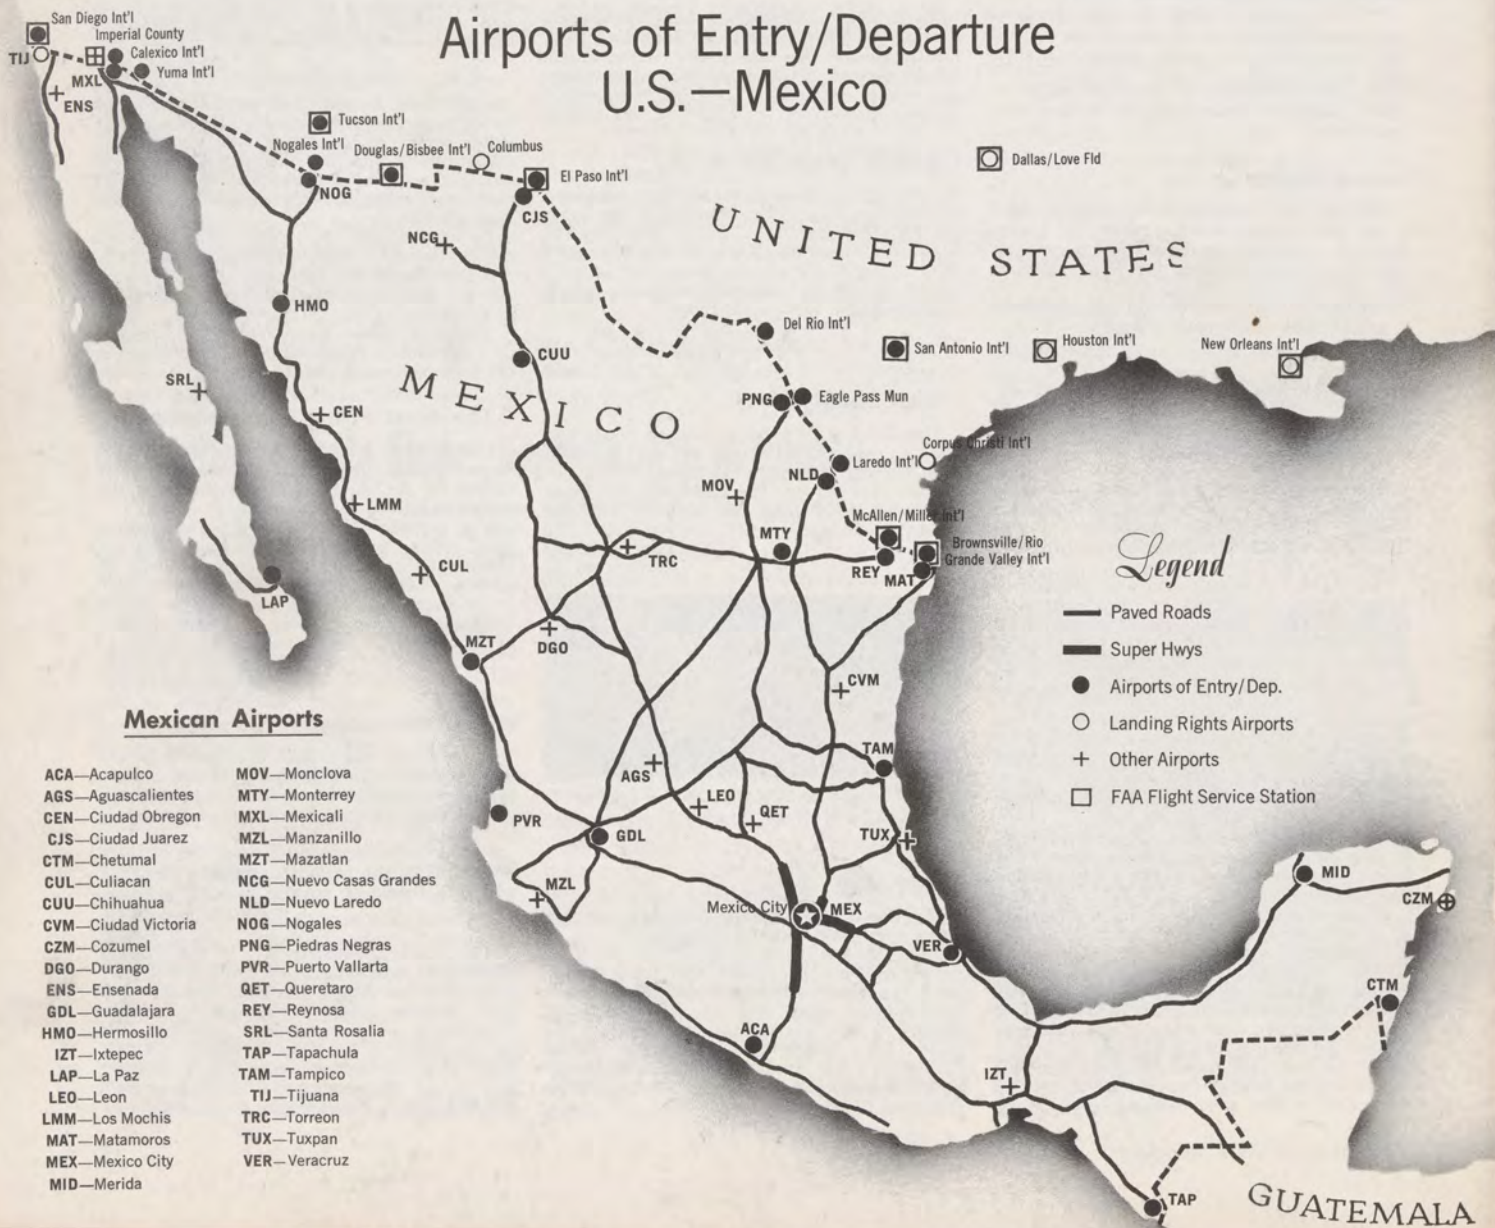 Airports of Entry/Departure
U.S.—Mexico
San Diego Int'l
Imperial County
TIJ
Calexico Int'l
MXL
Yuma Int'l
ENS
Tucson Int'l
Nogales Int'l
Douglas/Bisbee Int'l
Columbus
NOG
El Paso Int'l
CJS
Dallas/Love Fld
UNITED STATES
NCG
HMO
Del Rio Int'l
CUU
San Antonio Int'l
Houston Int'l
New Orleans Int'l
MEXICO
SRL
CEN
PNG
Eagle Pass Mun
Corpus Christi Int'l
Laredo Int'l
NLD
MOV
LMM
McAllen/Miller Int'l
MTY
Brownsville/Rio
Grande Valley Int'l
TRC
REY
MAT
CUL
LAP
MZT
DGO
CVM
TAM
AGS
LEO
QET
PVR
GDL
TUX
MZL
Mexico City
MEX
VER
MID
CZM
CTM
ACA
IZT
TAP
GUATEMALA
Legend
Paved Roads
Super Hwys
Airports of Entry/Dep.
Landing Rights Airports
Other Airports
FAA Flight Service Station
Mexican Airports
ACA—Acapulco
AGS—Aguascalientes
CEN—Ciudad Obregon
CJS—Ciudad Juarez
CTM—Chetumal
CUL—Culiacan
CUU—Chihuahua
CVM—Ciudad Victoria
CZM—Cozumel
DGO—Durango
ENS—Ensenada
GDL—Guadalajara
HMO—Hermosillo
IZT—Ixtepec
LAP—La Paz
LEO—Leon
LMM—Los Mochis
MAT—Matamoros
MEX—Mexico City
MID—Merida
MOV—Monclova
MTY—Monterrey
MXL—Mexicali
MZL—Manzanillo
MZT—Mazatlan
NCG—Nuevo Casas Grandes
NLD—Nuevo Laredo
NOG—Nogales
PNG—Piedras Negras
PVR—Puerto Vallarta
QET—Queretaro
REY—Reynosa
SRL—Santa Rosalia
TAP—Tapachula
TAM—Tampico
TIJ—Tijuana
TRC—Torreon
TUX—Tuxpan
VER—Veracruz